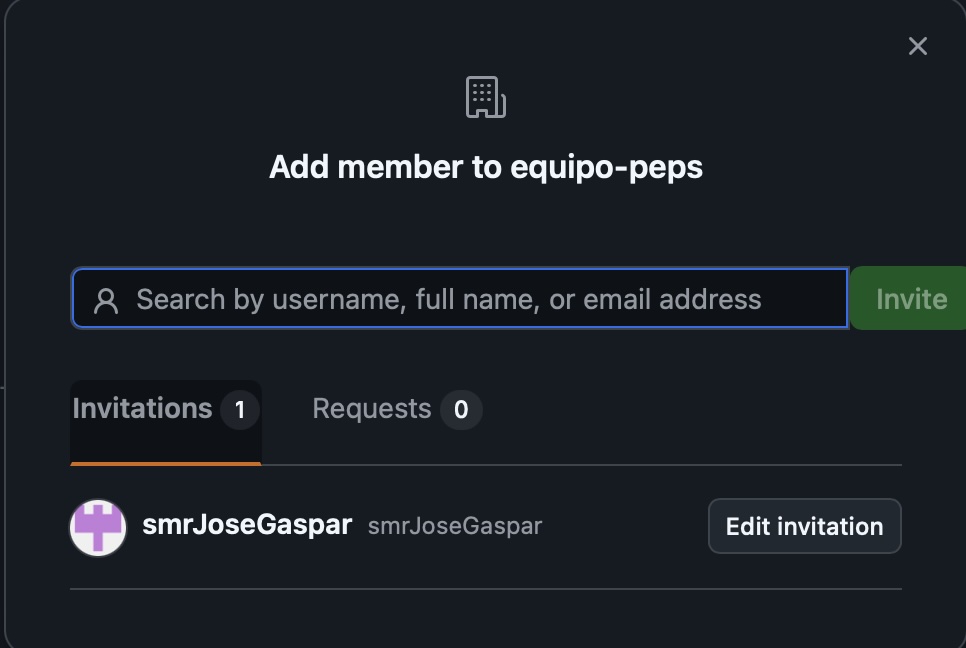 Add member to equipo-peps
Search by username, full name, or email address
Invite
Invitations 1
Requests 0
smrJoseGaspar smrJoseGaspar
Edit invitation